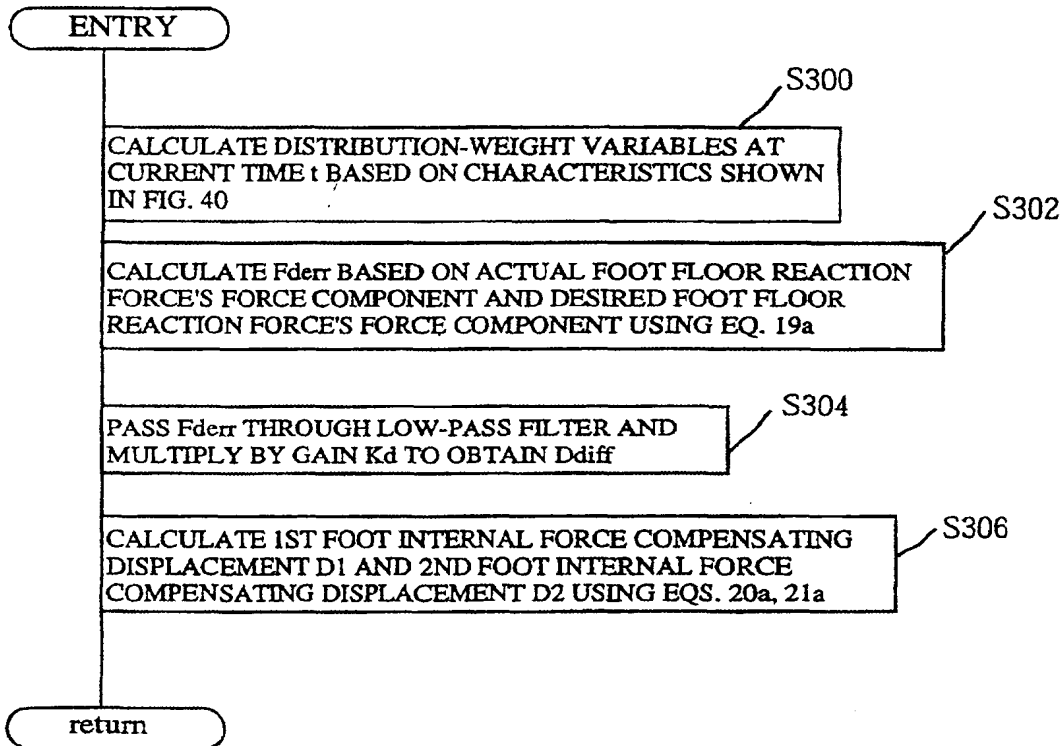 ENTRY
S300
CALCULATE DISTRIBUTION-WEIGHT VARIABLES AT
CURRENT TIME t BASED ON CHARACTERISTICS SHOWN
IN FIG. 40
S302
CALCULATE Fderr BASED ON ACTUAL FOOT FLOOR REACTION
FORCE'S FORCE COMPONENT AND DESIRED FOOT FLOOR
REACTION FORCE'S FORCE COMPONENT USING EQ. 19a
S304
PASS Fderr THROUGH LOW-PASS FILTER AND
MULTIPLY BY GAIN Kd TO OBTAIN Ddiff
S306
CALCULATE 1ST FOOT INTERNAL FORCE COMPENSATING
DISPLACEMENT D1 AND 2ND FOOT INTERNAL FORCE
COMPENSATING DISPLACEMENT D2 USING EQS. 20a, 21a
return